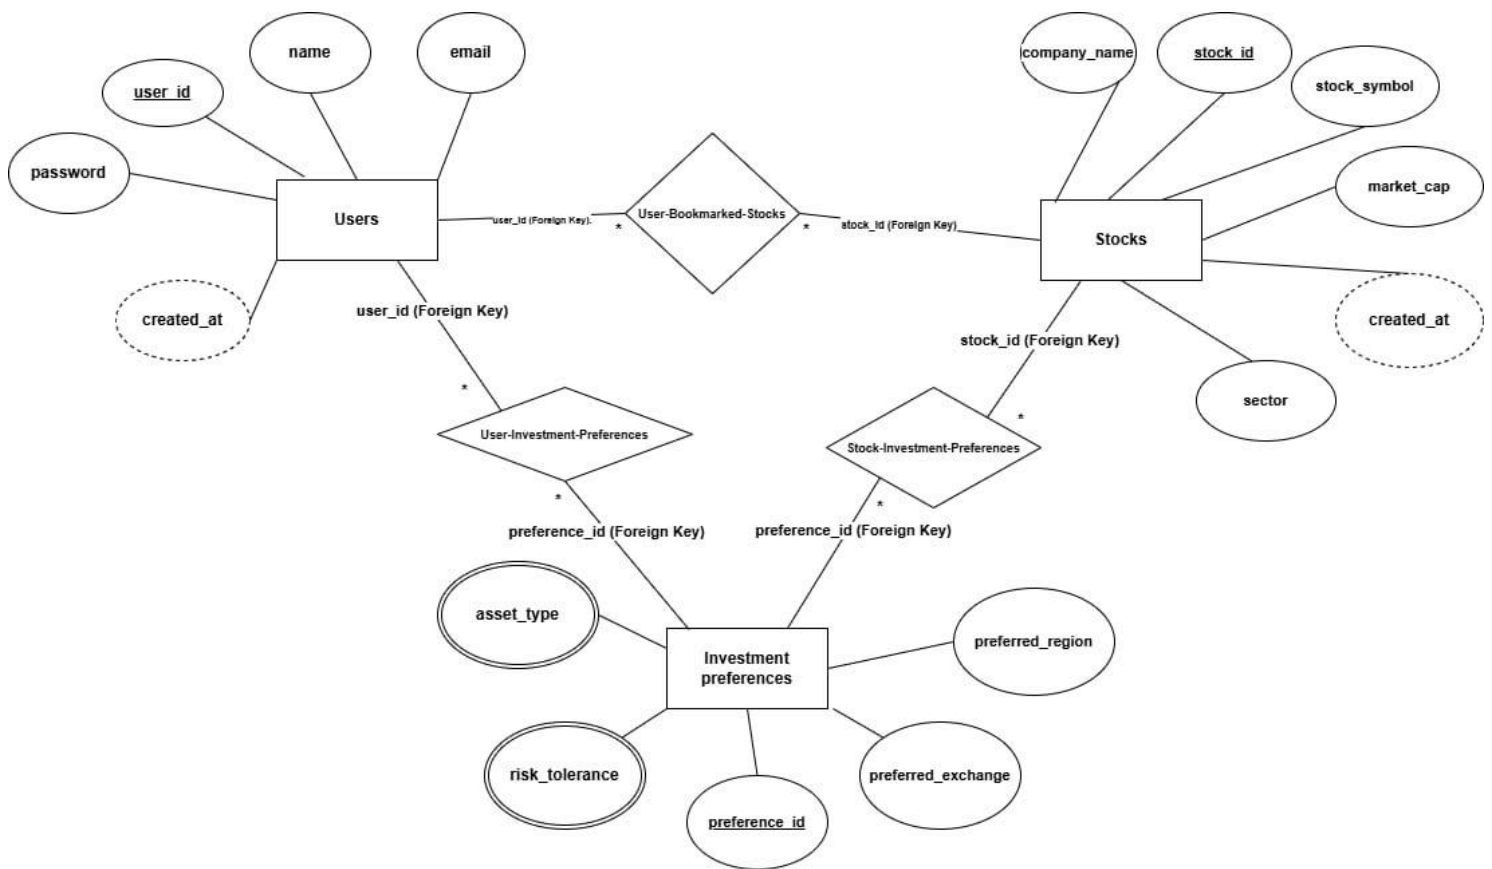 name
email
company_name
stock_id
user_id
stock_symbol
password
market_cap
Users
user_id (Foreign Key).
*
User-Bookmarked-Stocks
*
stock_id (Foreign Key)
Stocks
created_at
user_id (Foreign Key)
created_at
stock_id (Foreign Key)
*
sector
*
User-Investment-Preferences
Stock-Investment-Preferences
*
*
preference_id (Foreign Key)
preference_id (Foreign Key)
asset_type
preferred_region
Investment
preferences
risk_tolerance
preferred_exchange
preference_id